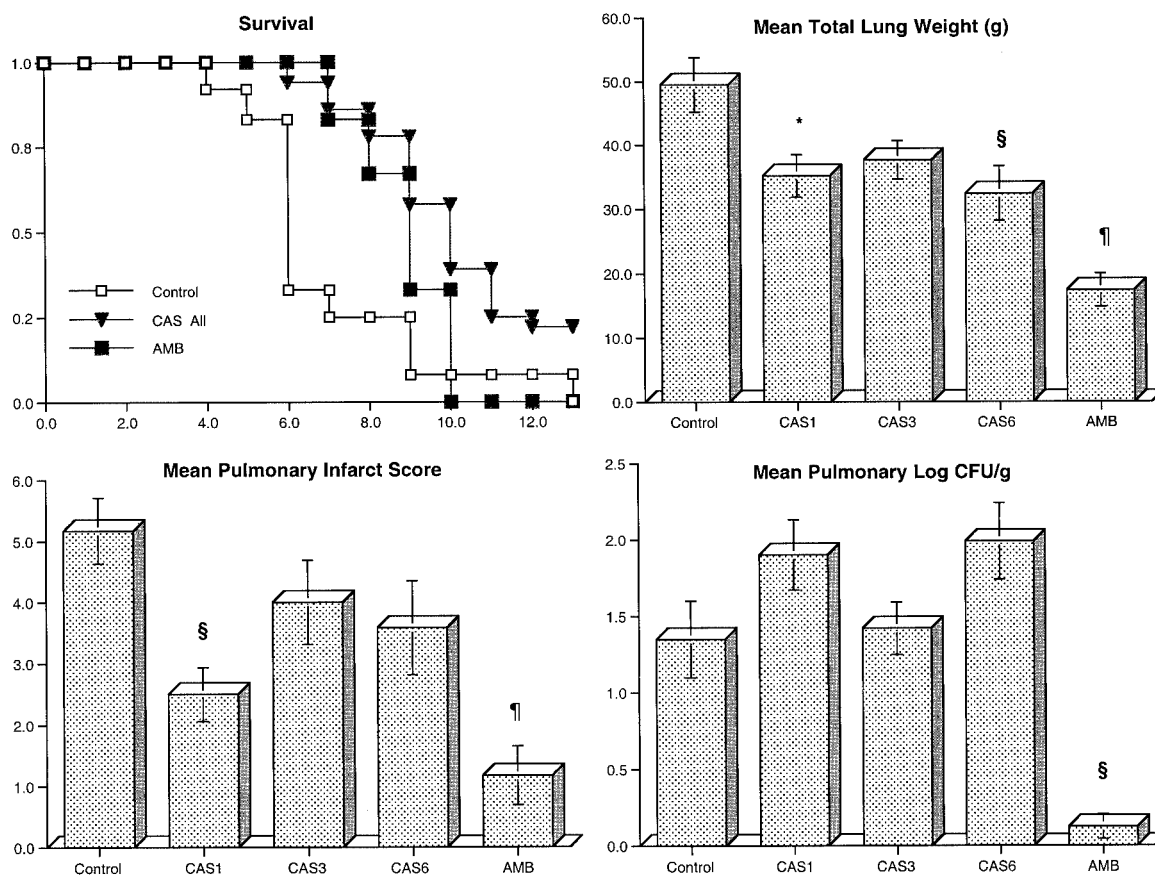 Survival
1.0
0.8
0.5
0.2
0.0
Control
CAS All
AMB
0.0 2.0 4.0 6.0 8.0 10.0 12.0
Mean Total Lung Weight (g)
60.0
50.0
40.0
30.0
20.0
10.0
0.0
*
§
¶
Control CAS1 CAS3 CAS6 AMB
Mean Pulmonary Infarct Score
6.0
5.0
4.0
3.0
2.0
1.0
0.0
§
¶
Control CAS1 CAS3 CAS6 AMB
Mean Pulmonary Log CFU/g
2.5
2.0
1.5
1.0
0.5
0.0
§
Control CAS1 CAS3 CAS6 AMB